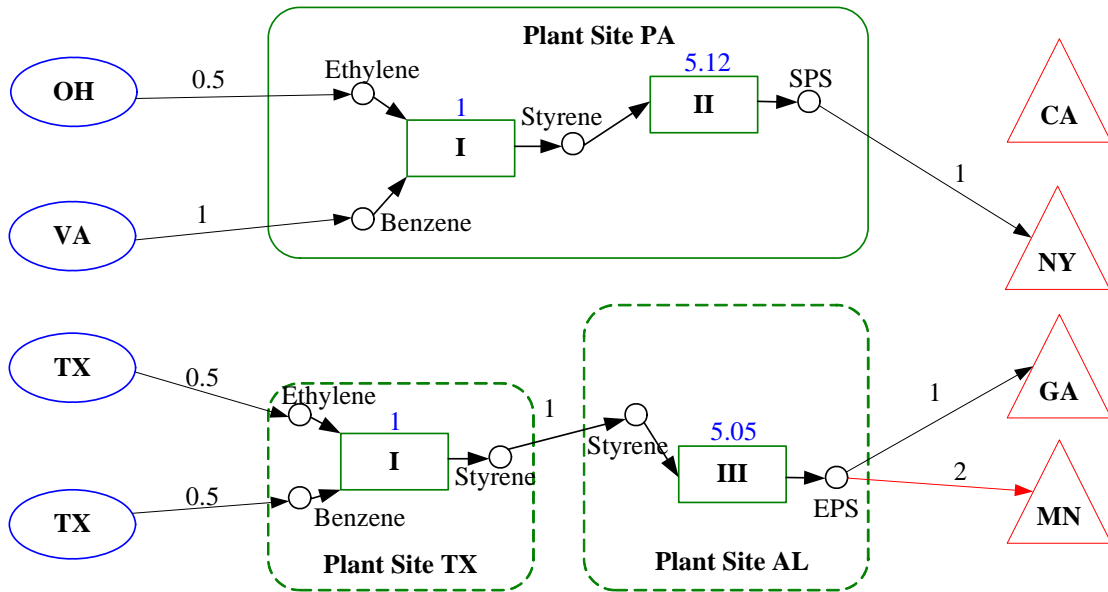 Plant Site PA
OH
0.5
Ethylene
1
I
Styrene
5.12
II
SPS
CA
VA
1
Benzene
1
NY
TX
0.5
Ethylene
1
I
Styrene
1
Styrene
5.05
III
EPS
1
GA
TX
0.5
Benzene
2
MN
Plant Site TX
Plant Site AL